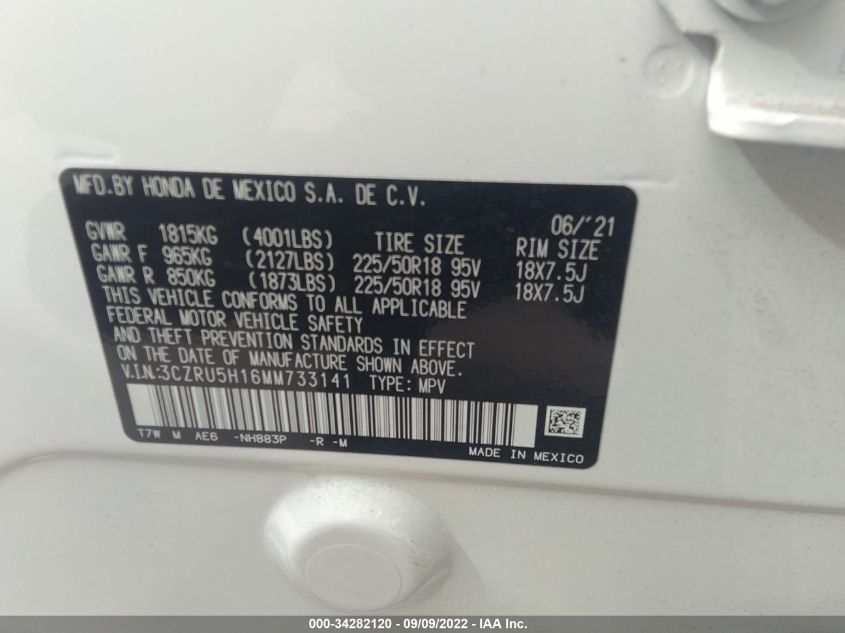 MFD.BY HONDA DE MEXICO S.A. DE C.V.
06/'21
GVWR 1815KG (4001LBS) TIRE SIZE RIM SIZE
GAWR F 965KG (2127LBS) 225/50R18 95V 18X7.5J
GAWR R 850KG (1873LBS) 225/50R18 95V 18X7.5J
THIS VEHICLE CONFORMS TO ALL APPLICABLE
FEDERAL MOTOR VEHICLE SAFETY
AND THEFT PREVENTION STANDARDS IN EFFECT
ON THE DATE OF MANUFACTURE SHOWN ABOVE.
V.I.N:3CZRU5H16MM733141 TYPE: MPV
T7W M AE6 -NH883P -R -M
MADE IN MEXICO
000-34282120 - 09/09/2022 - IAA Inc.